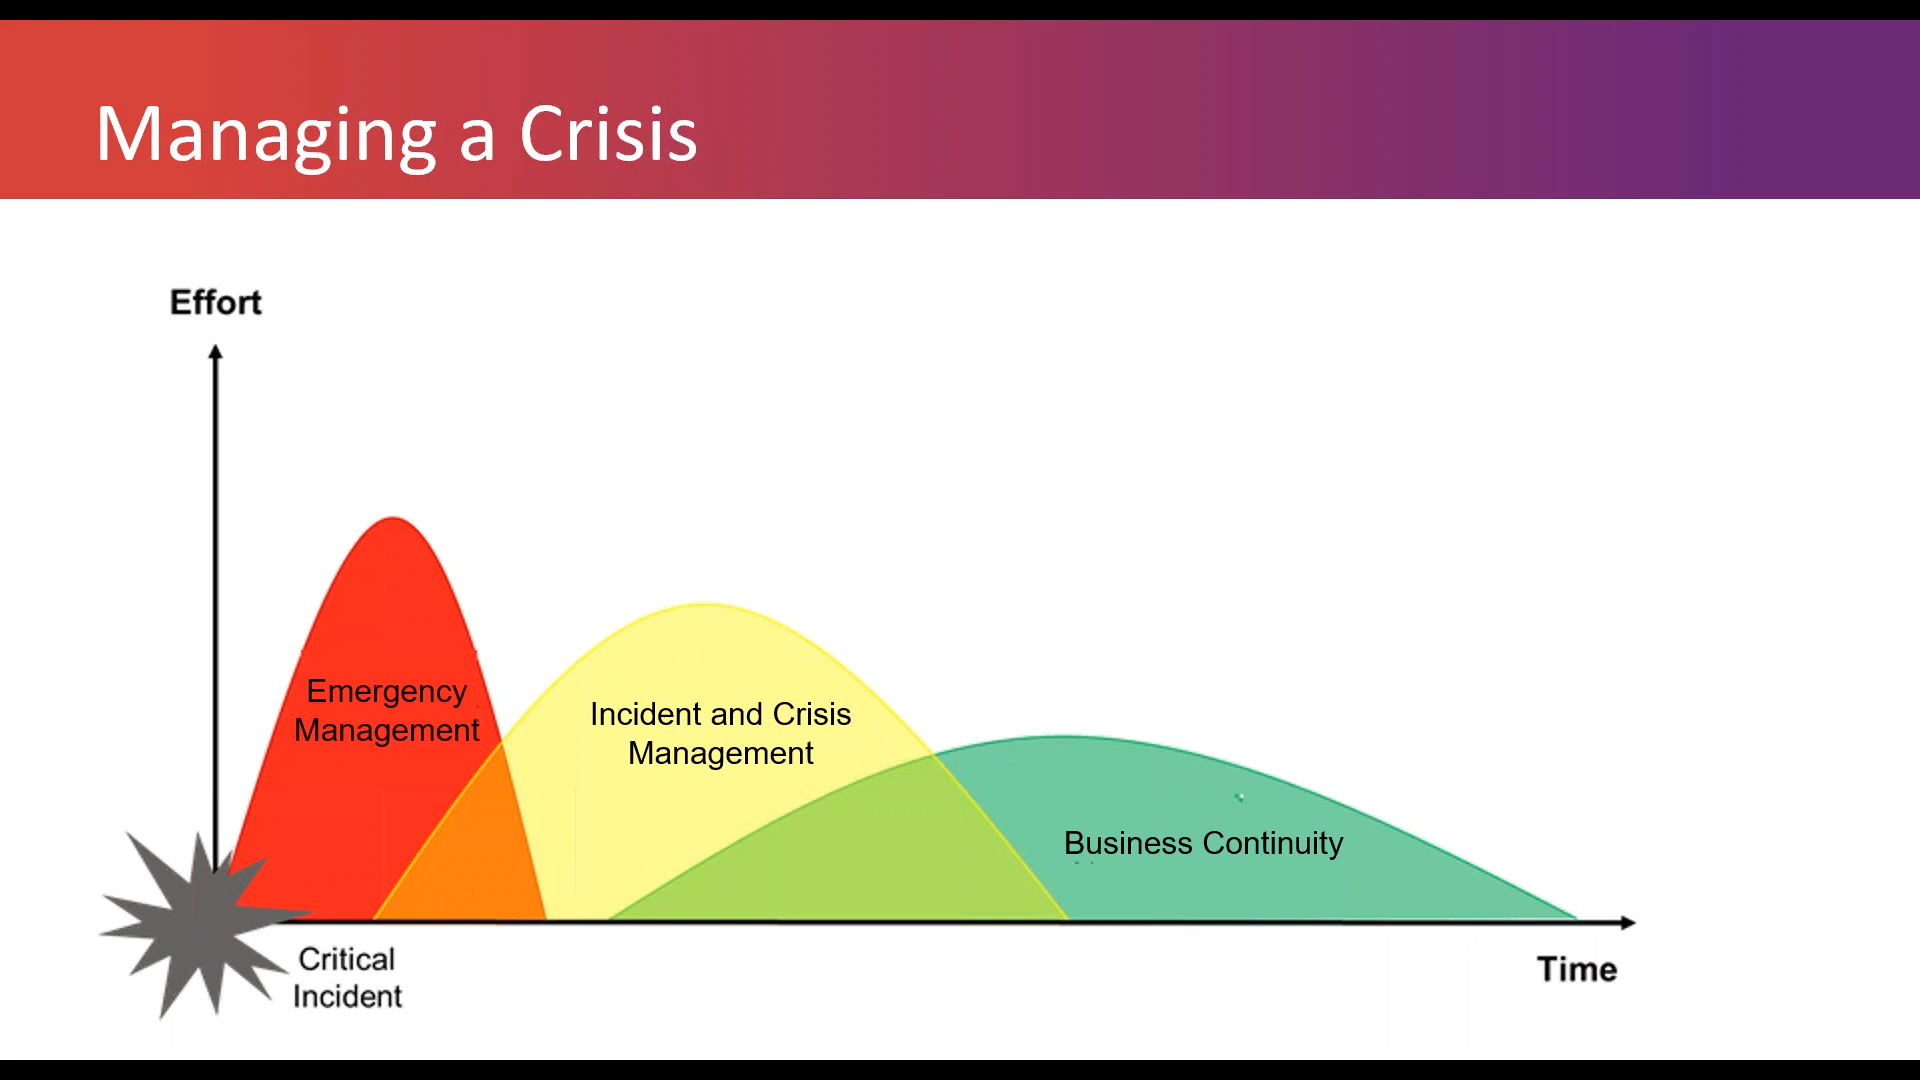 Managing a Crisis
Effort
Emergency
Management
Incident and Crisis
Management
Business Continuity
Critical
Incident
Time